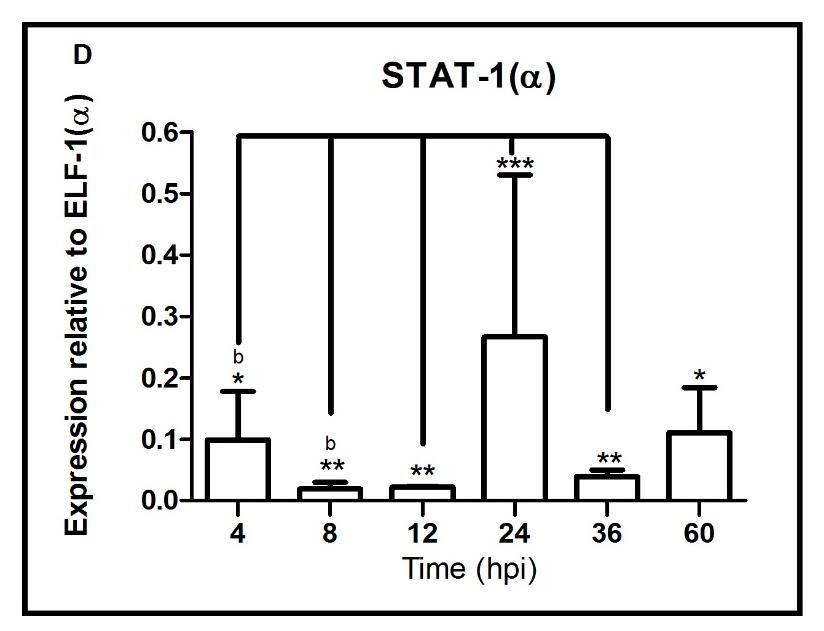 D
STAT-1(α)
Expression relative to ELF-1(α)
0.6
0.5
0.4
0.3
0.2
0.1
0.0
***
b
*
b
**
**
**
*
4 8 12 24 36 60
Time (hpi)